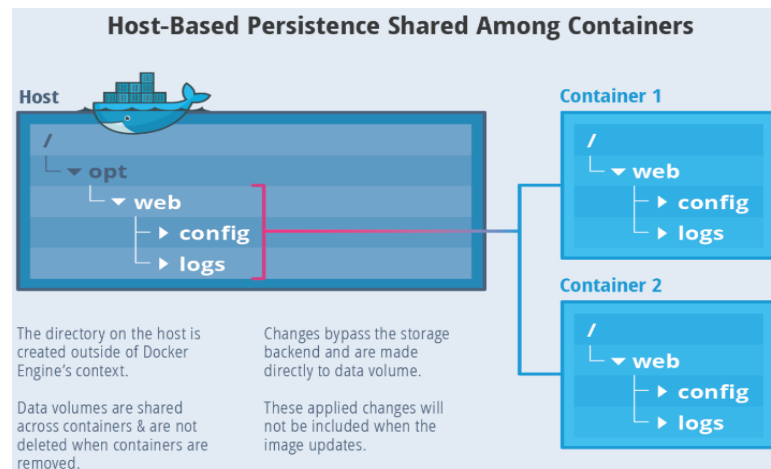 Host-Based Persistence Shared Among Containers
Host
/
opt
web
config
logs
Container 1
/
web
config
logs
Container 2
/
web
config
logs
The directory on the host is
created outside of Docker
Engine’s context.
Data volumes are shared
across containers & are not
deleted when containers are
removed.
Changes bypass the storage
backend and are made
directly to data volume.
These applied changes will
not be included when the
image updates.